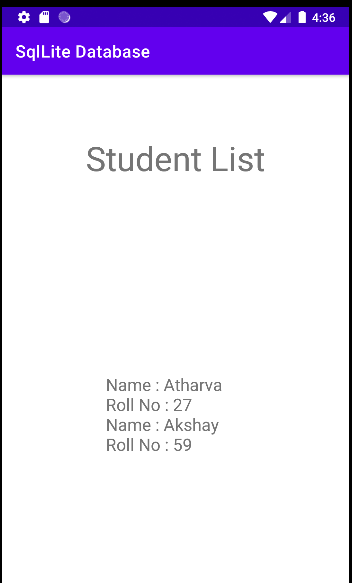 4:36
SqlLite Database
Student List
Name : Atharva
Roll No : 27
Name : Akshay
Roll No : 59